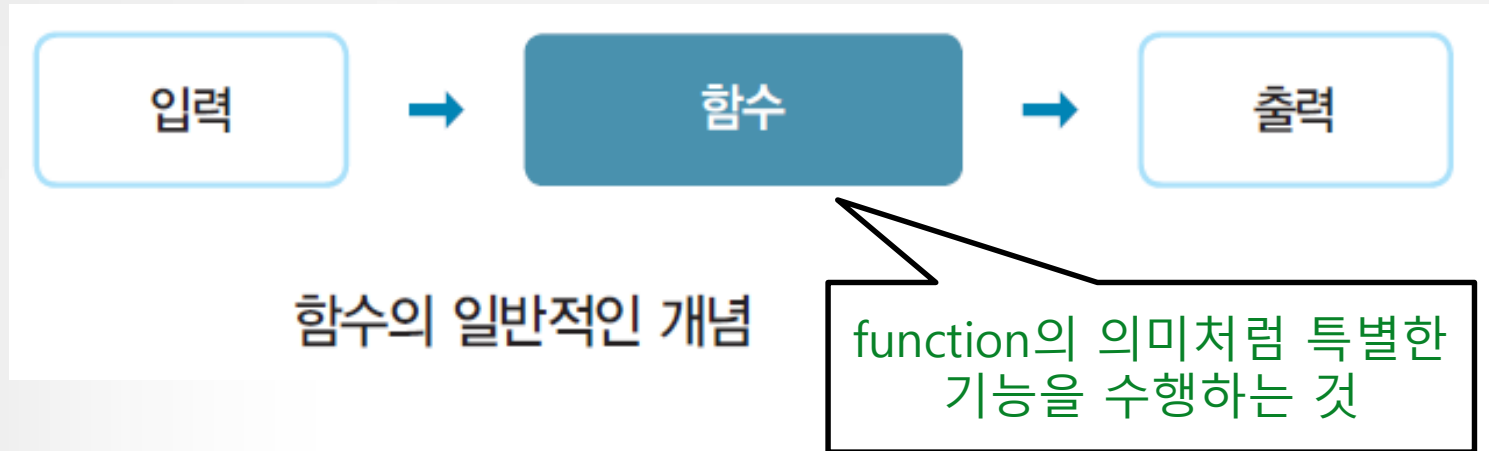 입력 → 함수 → 출력
함수의 일반적인 개념
function의 의미처럼 특별한
기능을 수행하는 것